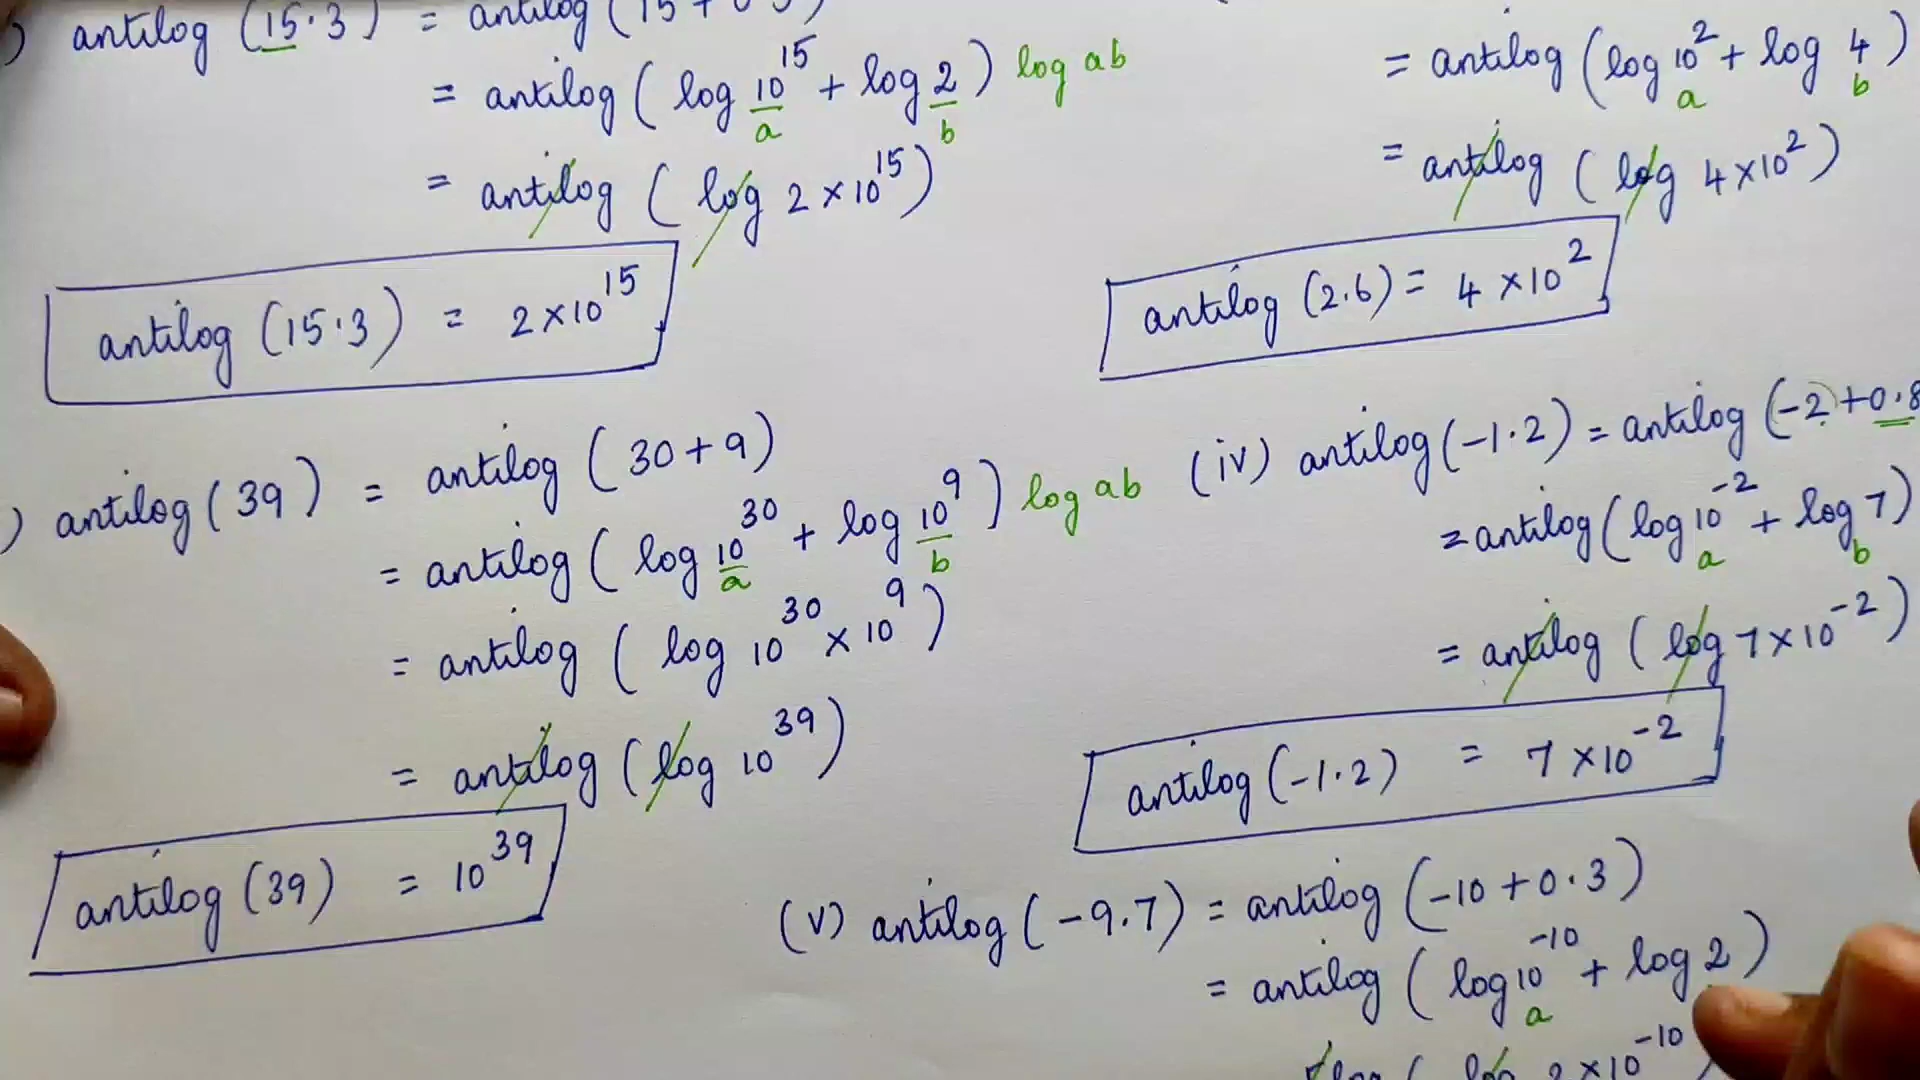 ) antilog (15.3) = antilog (15 + 0.3)
= antilog ( log 10^15 + log 2 ) log ab
a b
= antilog ( log 2 × 10^15 )
antilog (15.3) = 2 × 10^15
) antilog (39) = antilog ( 30 + 9 )
= antilog ( log 10^30 + log 10^9 ) log ab
a b
= antilog ( log 10^30 × 10^9 )
= antilog ( log 10^39 )
antilog (39) = 10^39
= antilog ( log 10^2 + log 4 )
a b
= antilog ( log 4 × 10^2 )
antilog (2.6) = 4 × 10^2
(iv) antilog (-1.2) = antilog (-2 + 0.8
= antilog ( log 10^-2 + log 7 )
a b
= antilog ( log 7 × 10^-2 )
antilog (-1.2) = 7 × 10^-2
(v) antilog (-9.7) = antilog (-10 + 0.3 )
= antilog ( log 10^-10 + log 2 )
a
log ( log 2 × 10^-10